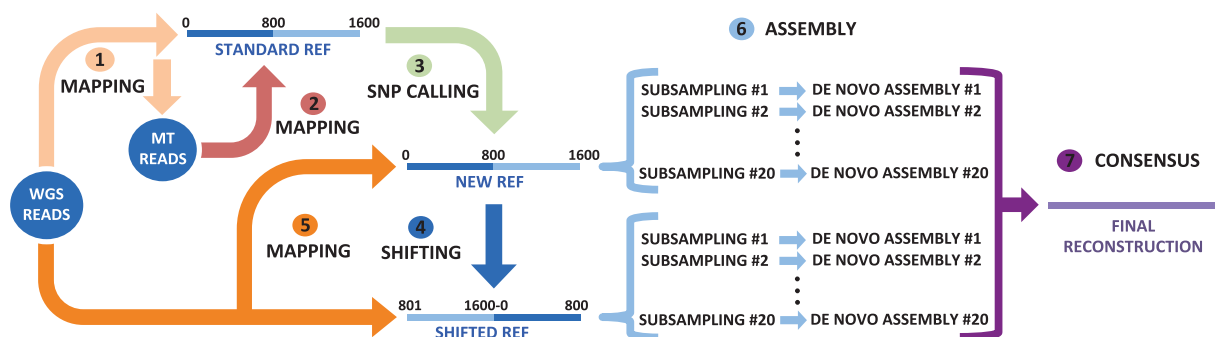 0 800 1600
STANDARD REF
1
MAPPING
2
MAPPING
3
SNP CALLING
MT
READS
WGS
READS
0 800 1600
NEW REF
4
SHIFTING
5
MAPPING
801 1600-0 800
SHIFTED REF
6 ASSEMBLY
SUBSAMPLING #1 DE NOVO ASSEMBLY #1
SUBSAMPLING #2 DE NOVO ASSEMBLY #2
SUBSAMPLING #20 DE NOVO ASSEMBLY #20
SUBSAMPLING #1 DE NOVO ASSEMBLY #1
SUBSAMPLING #2 DE NOVO ASSEMBLY #2
SUBSAMPLING #20 DE NOVO ASSEMBLY #20
7 CONSENSUS
FINAL
RECONSTRUCTION